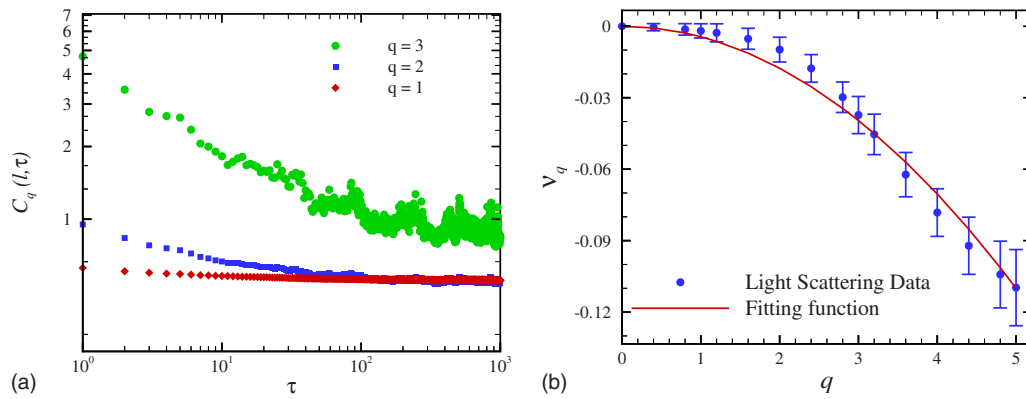 7
6
5
4
3
2
1
C_q (l,τ)
q = 3
q = 2
q = 1
10^0
10^1
10^2
10^3
τ
(a)
0
-0.03
-0.06
-0.09
-0.12
ν_q
Light Scattering Data
Fitting function
0
1
2
3
4
5
q
(b)